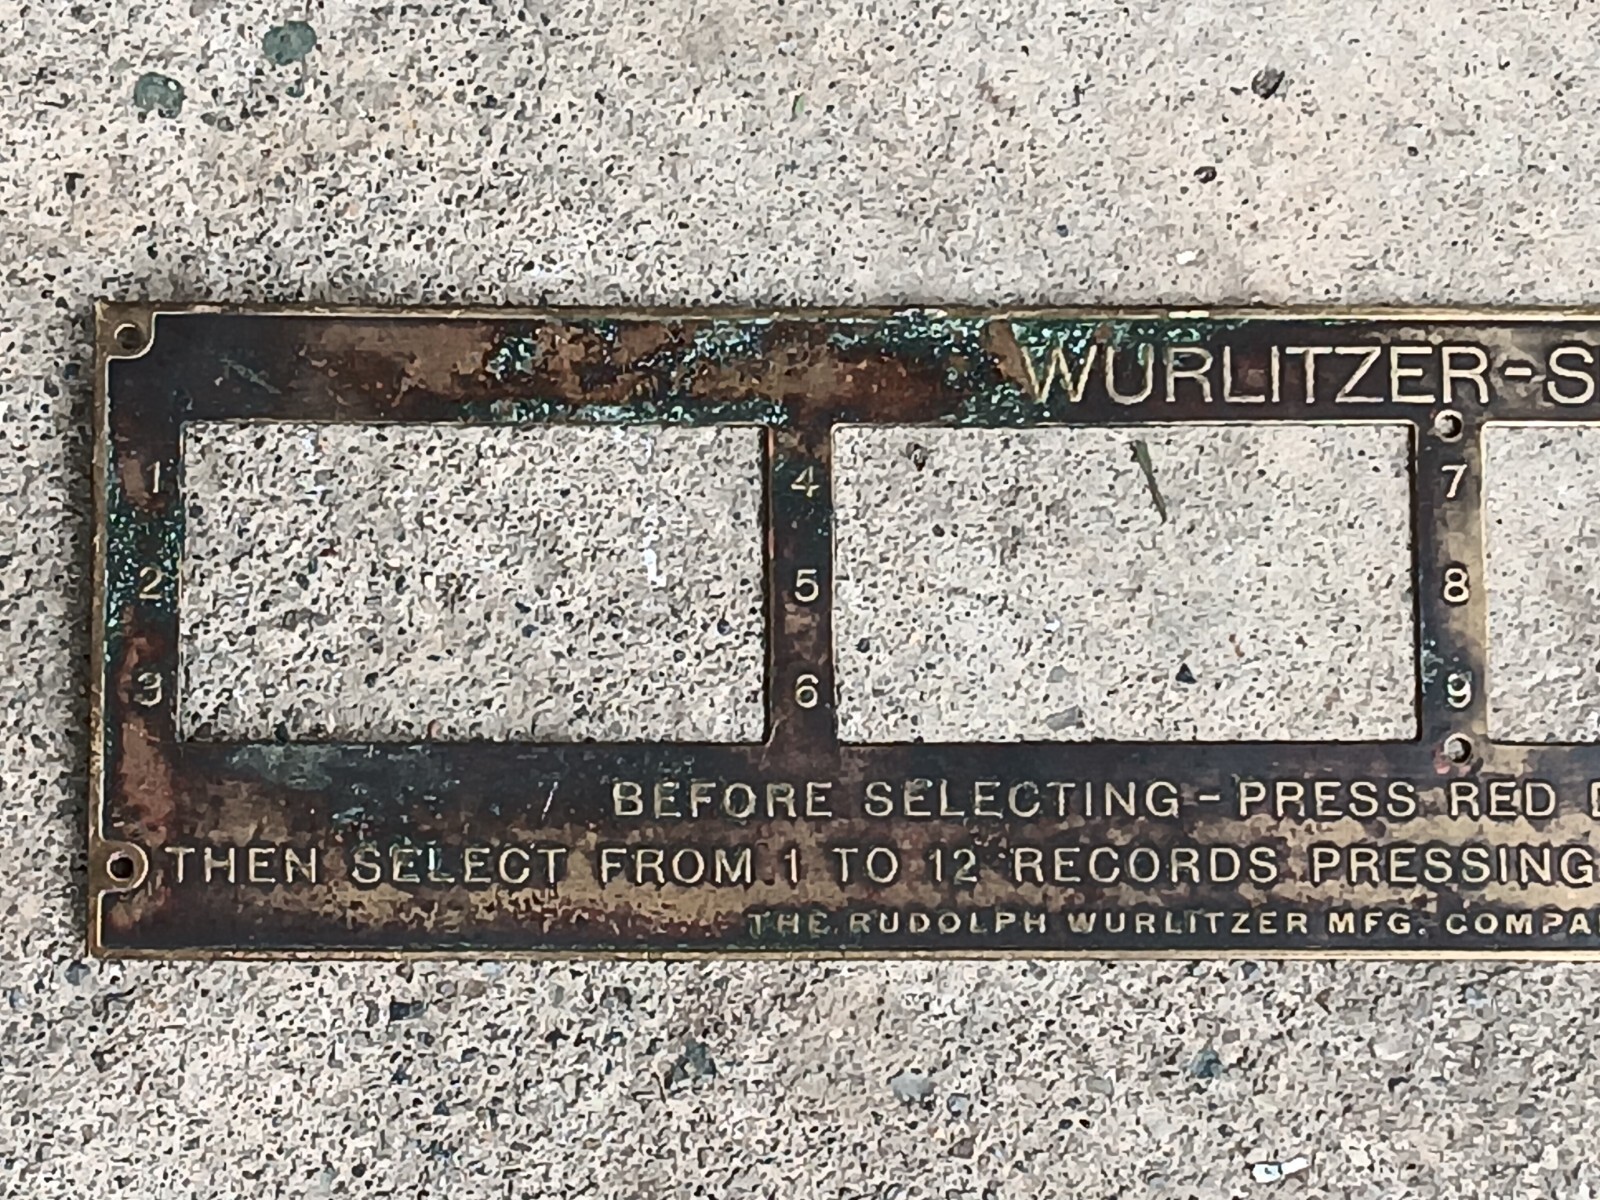 WURLITZER-S
1 4 7
2 5 8
3 6 9
BEFORE SELECTING - PRESS RED
THEN SELECT FROM 1 TO 12 RECORDS PRESSING
THE RUDOLPH WURLITZER MFG. COMPA